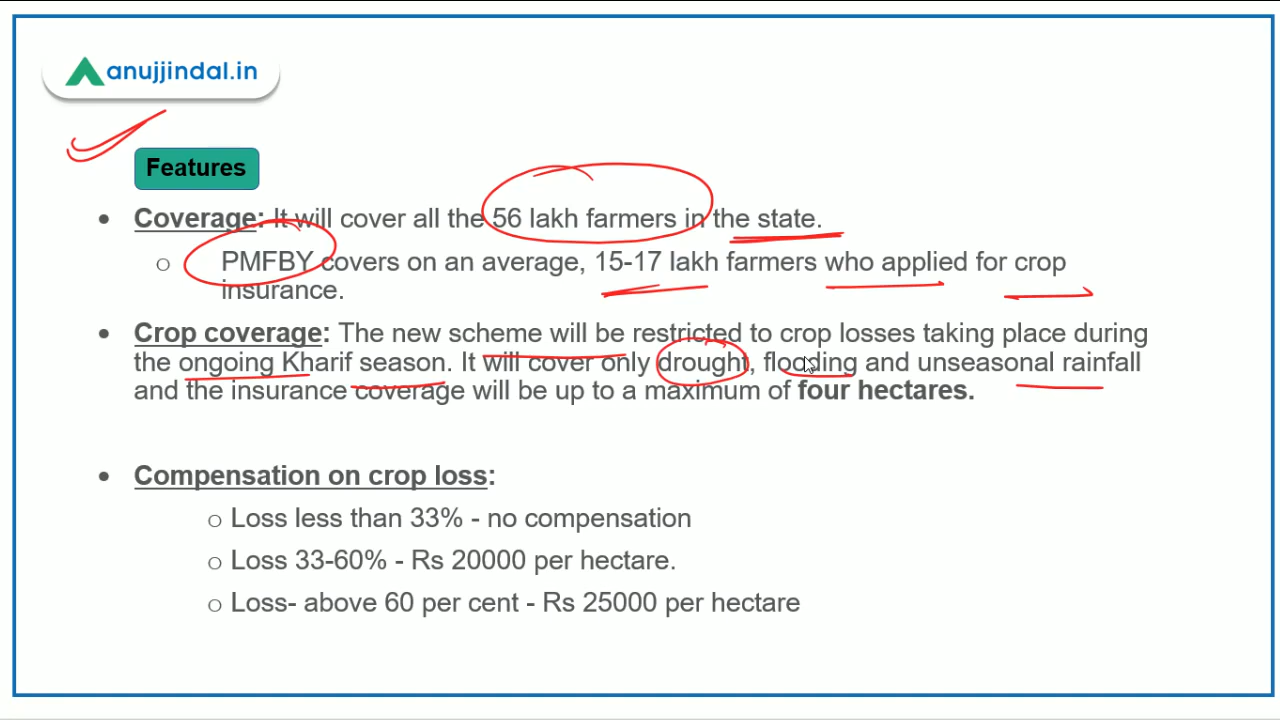 anujjindal.in
Features
• Coverage: It will cover all the 56 lakh farmers in the state.
o PMFBY covers on an average, 15-17 lakh farmers who applied for crop
insurance.
• Crop coverage: The new scheme will be restricted to crop losses taking place during
the ongoing Kharif season. It will cover only drought, flooding and unseasonal rainfall
and the insurance coverage will be up to a maximum of four hectares.
• Compensation on crop loss:
o Loss less than 33% - no compensation
o Loss 33-60% - Rs 20000 per hectare.
o Loss- above 60 per cent - Rs 25000 per hectare